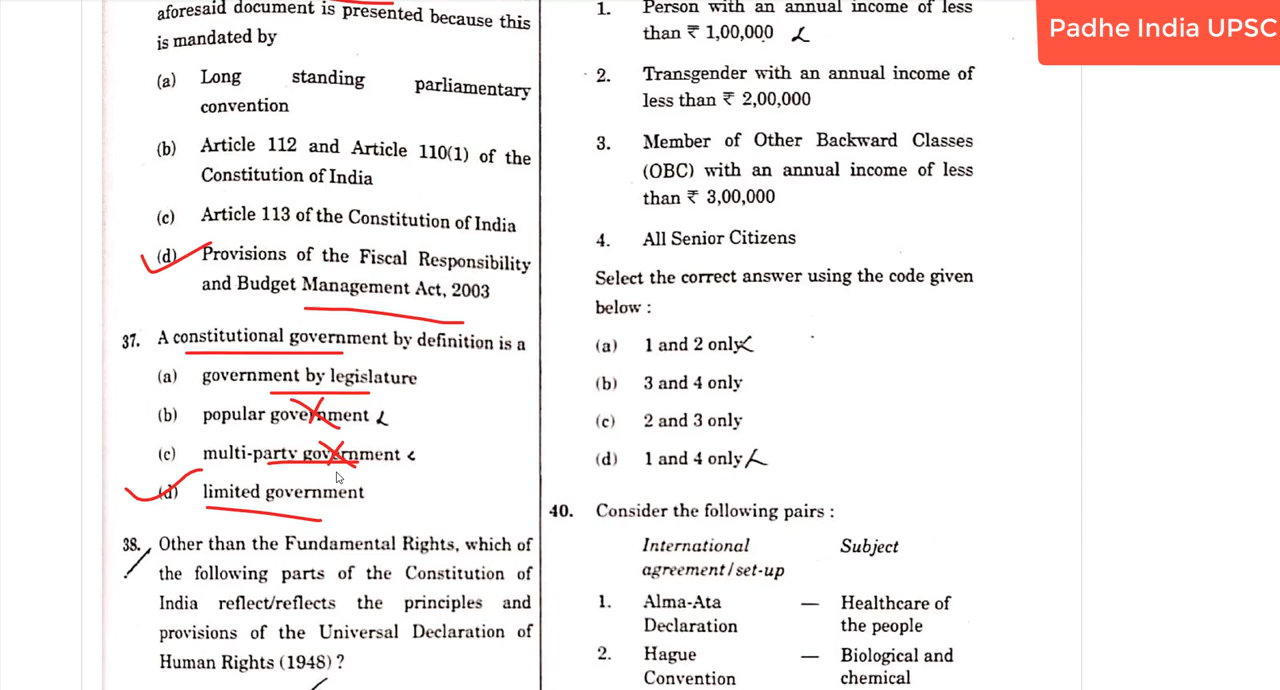 aforesaid document is presented because this
is mandated by
(a) Long standing parliamentary
convention
(b) Article 112 and Article 110(1) of the
Constitution of India
(c) Article 113 of the Constitution of India
(d) Provisions of the Fiscal Responsibility
and Budget Management Act, 2003
37. A constitutional government by definition is a
(a) government by legislature
(b) popular government
(c) multi-party government
(d) limited government
38. Other than the Fundamental Rights, which of
the following parts of the Constitution of
India reflect/reflects the principles and
provisions of the Universal Declaration of
Human Rights (1948) ?
1. Person with an annual income of less
than ₹ 1,00,000
2. Transgender with an annual income of
less than ₹ 2,00,000
3. Member of Other Backward Classes
(OBC) with an annual income of less
than ₹ 3,00,000
4. All Senior Citizens
Select the correct answer using the code given
below :
(a) 1 and 2 only
(b) 3 and 4 only
(c) 2 and 3 only
(d) 1 and 4 only
40. Consider the following pairs :
International Subject
agreement/set-up
1. Alma-Ata — Healthcare of
Declaration the people
2. Hague — Biological and
Convention chemical
Padhe India UPSC